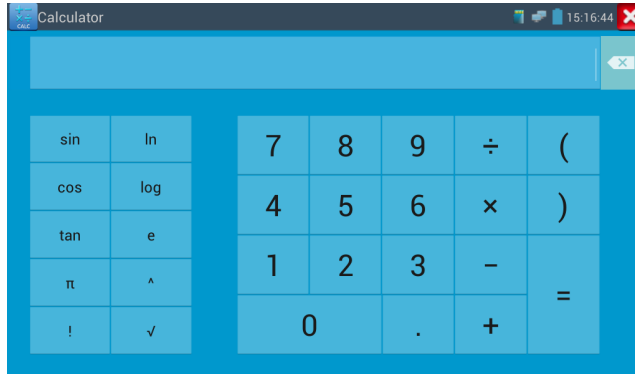 Calculator 15:16:44
CALC
sin ln 7 8 9 ÷ (
cos log 4 5 6 × )
tan e 1 2 3 −
π ^ =
! √ 0 . +